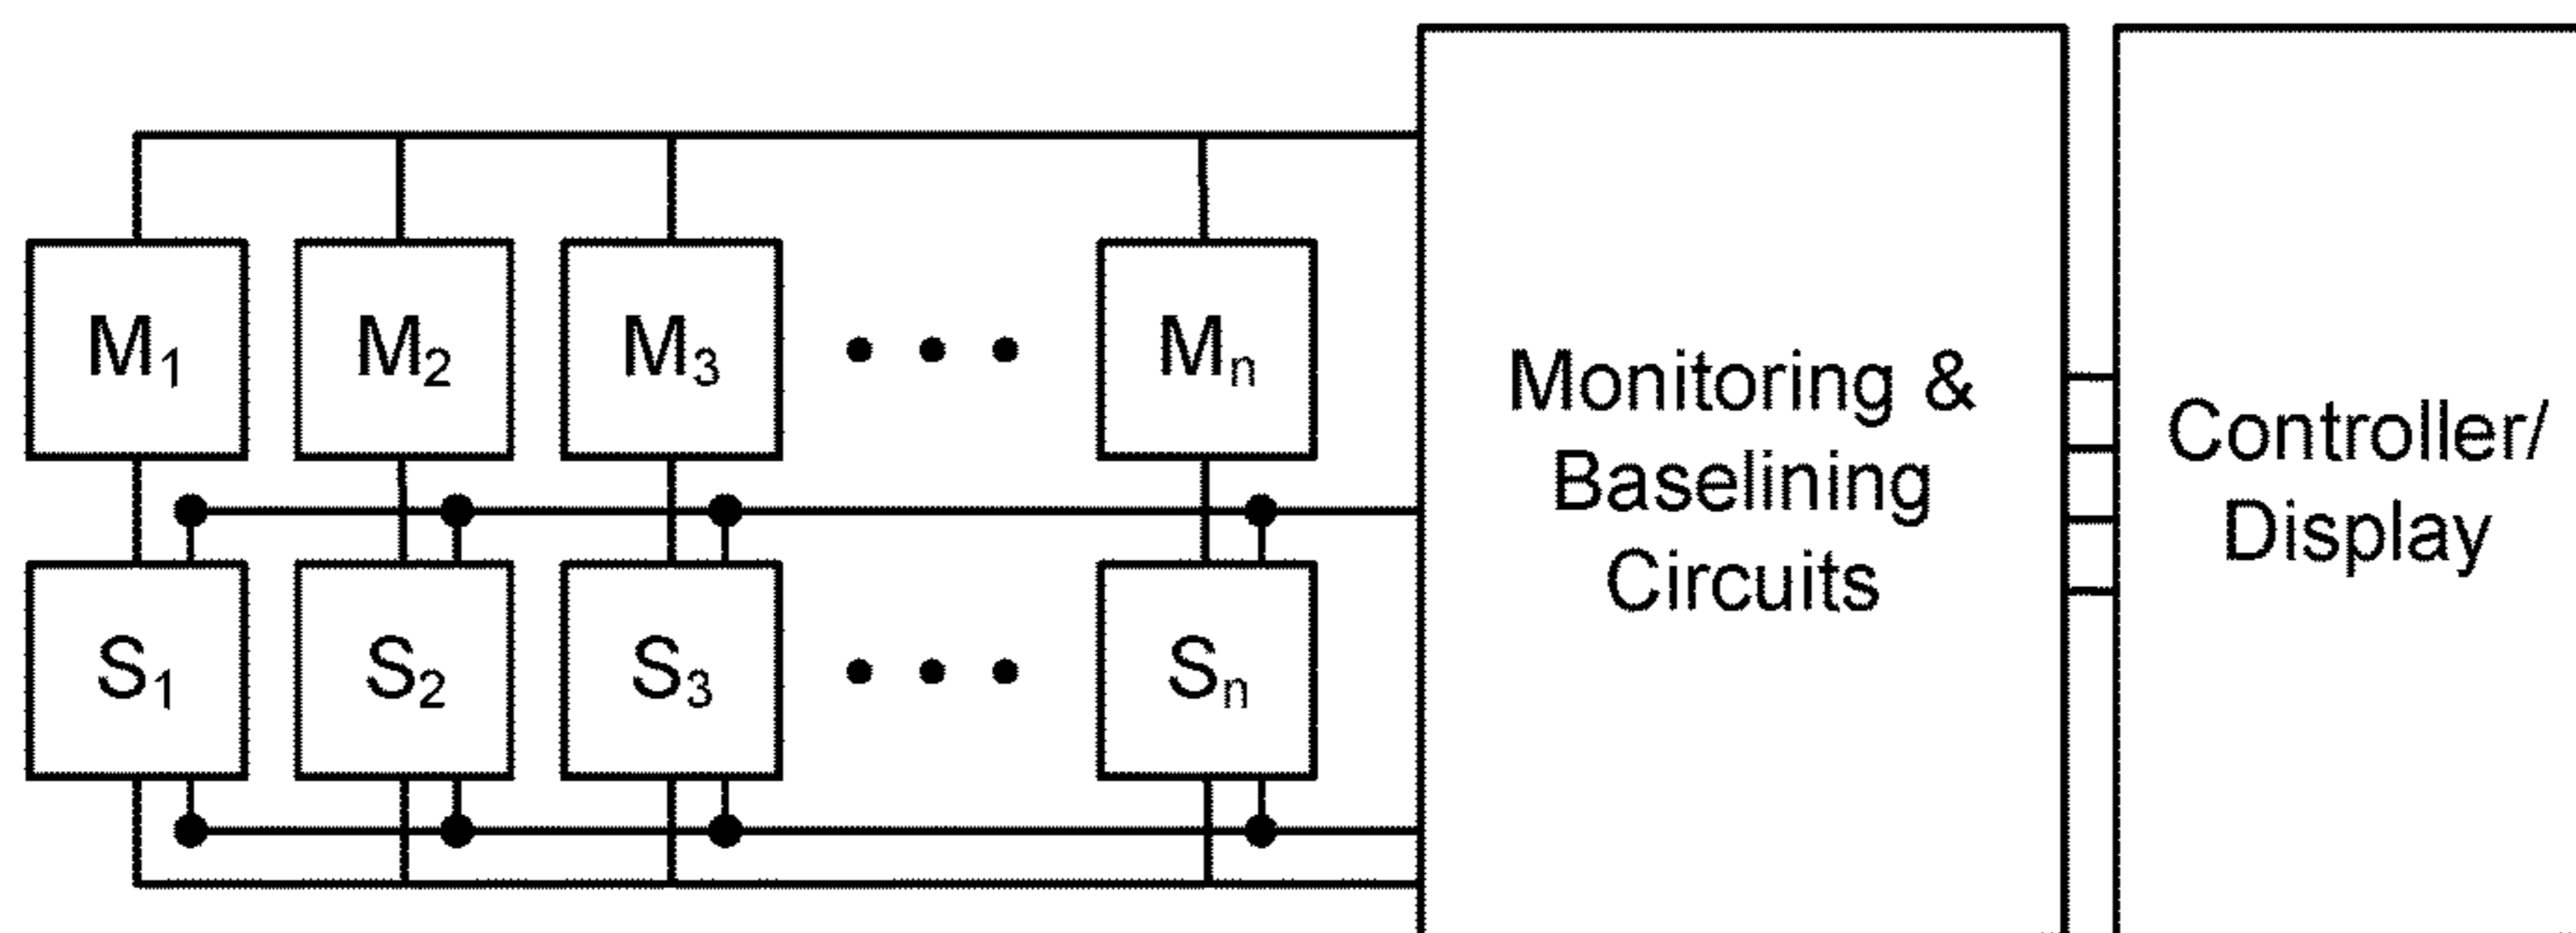 M₁ M₂ M₃ • • • Mₙ
S₁ S₂ S₃ • • • Sₙ
Monitoring &
Baselining
Circuits
Controller/
Display